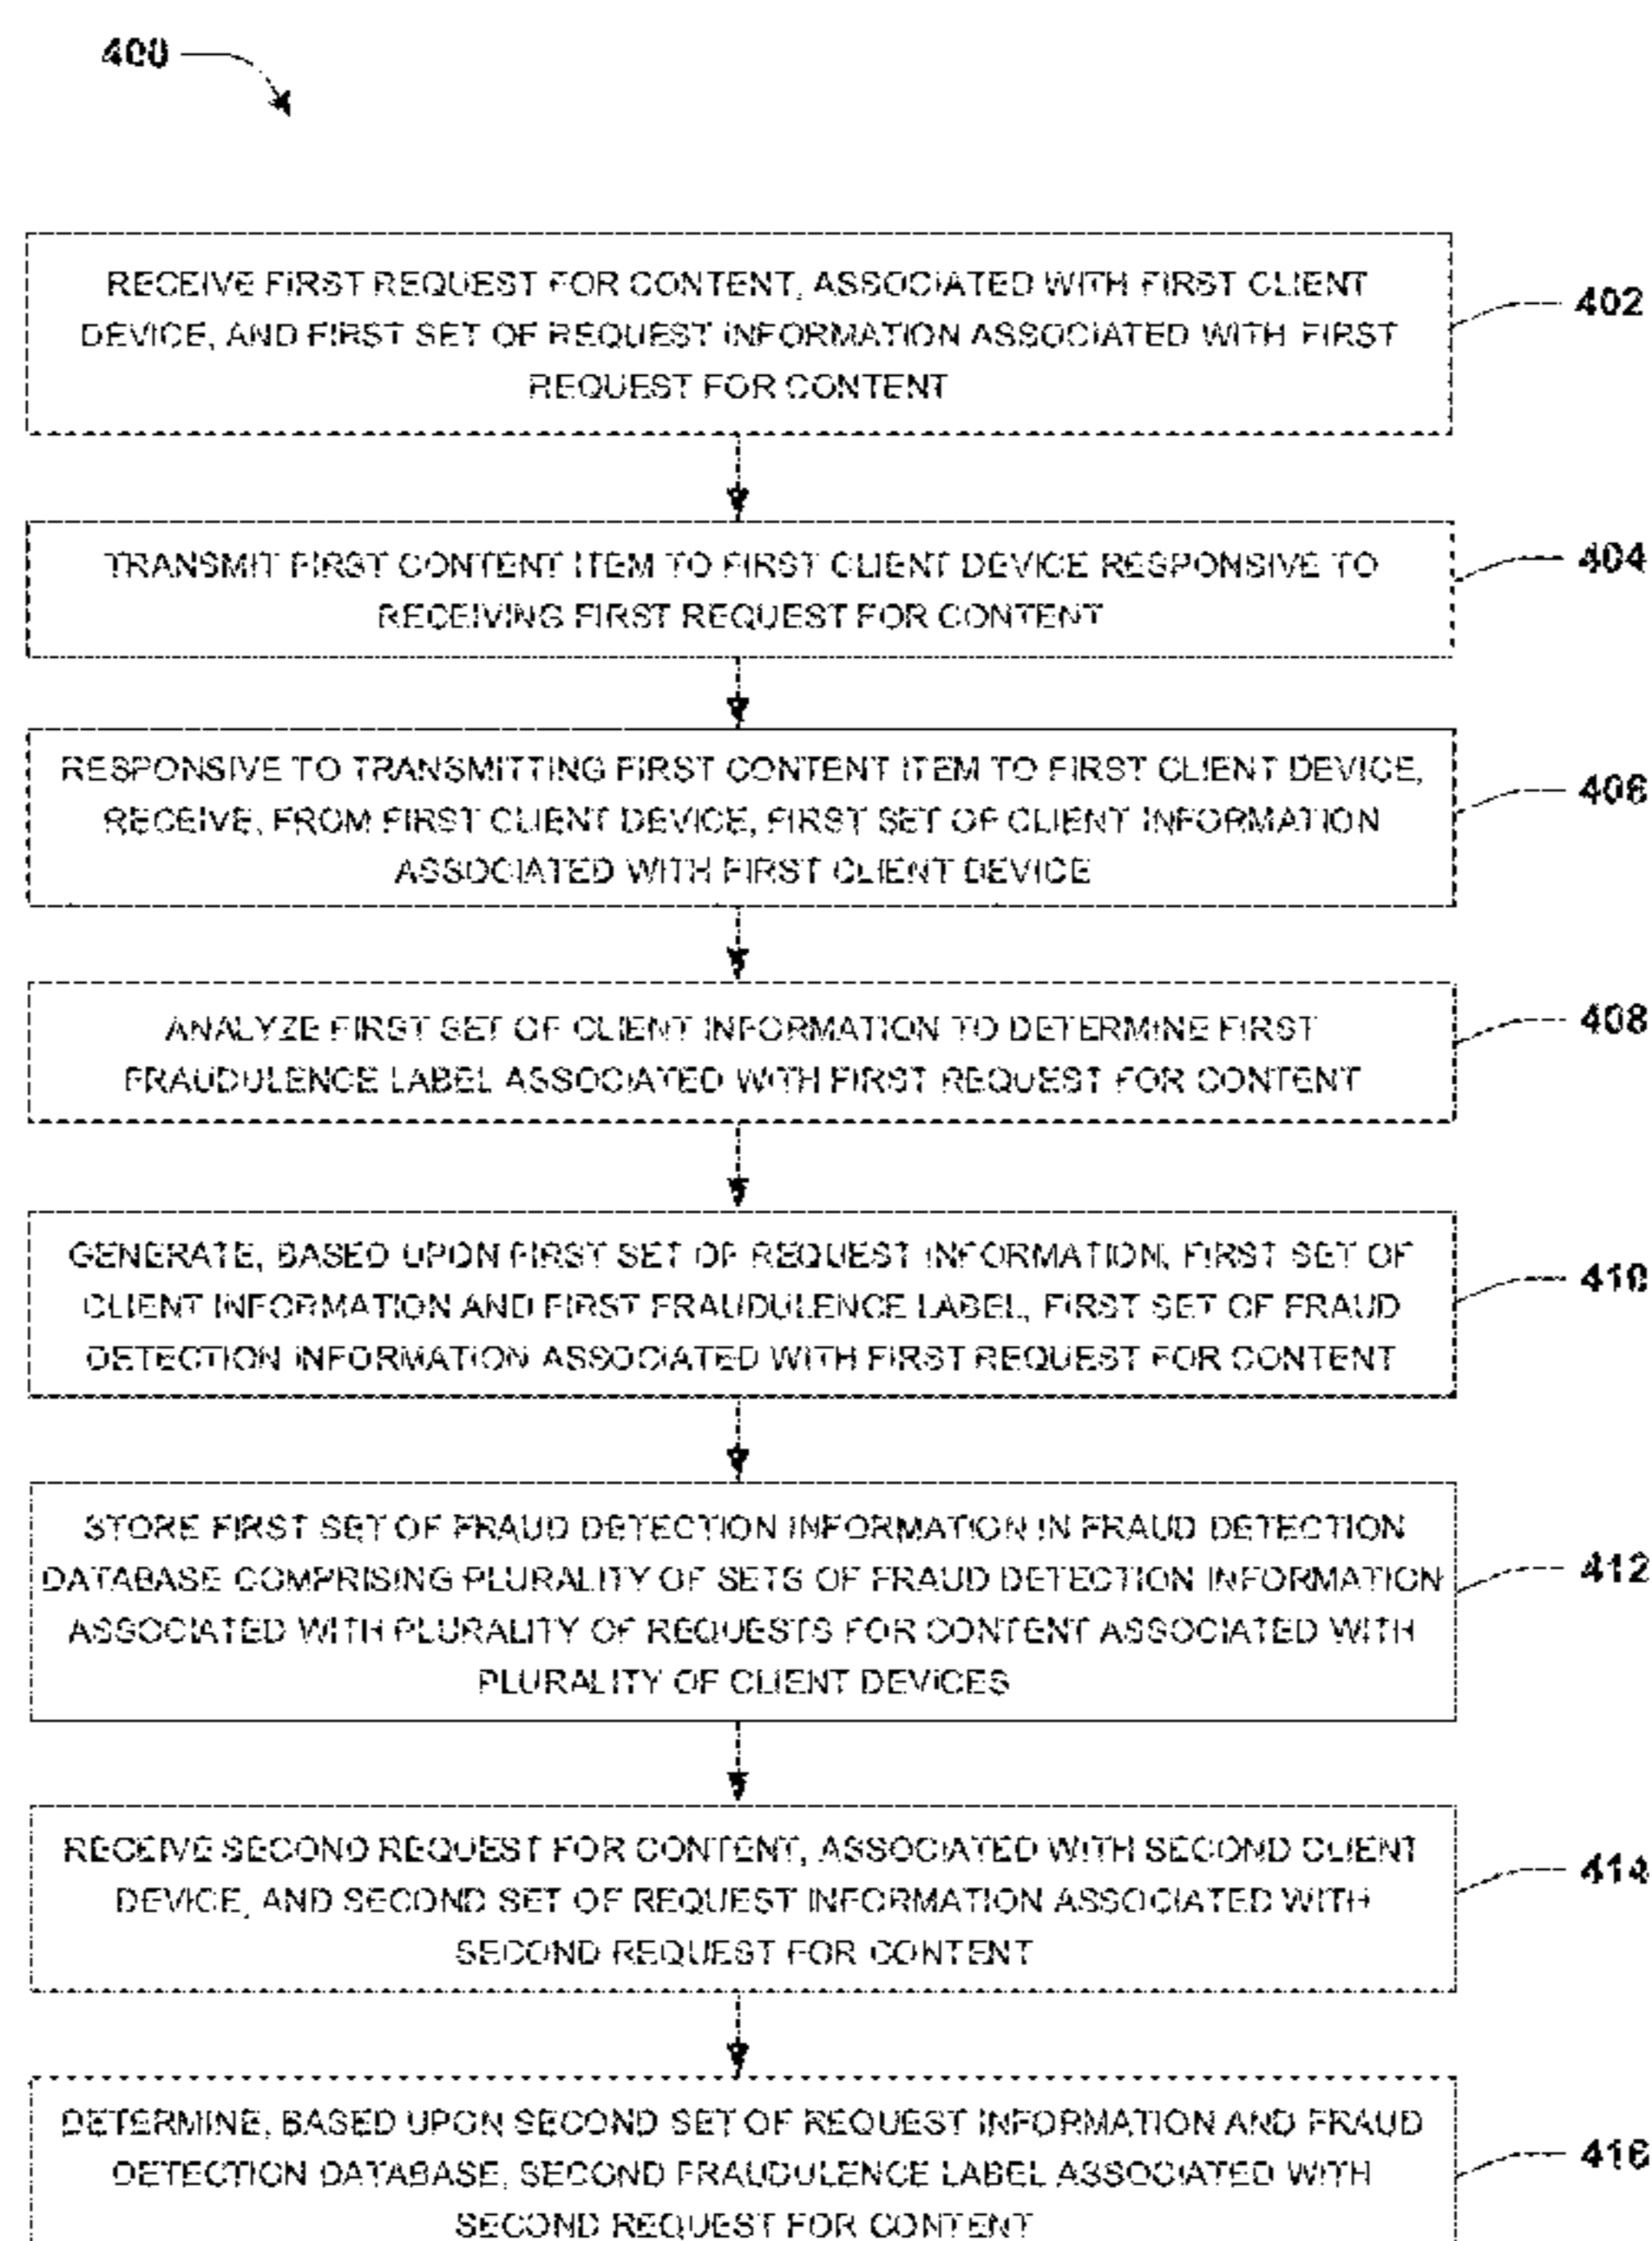 400
RECEIVE FIRST REQUEST FOR CONTENT, ASSOCIATED WITH FIRST CLIENT
DEVICE, AND FIRST SET OF REQUEST INFORMATION ASSOCIATED WITH FIRST
REQUEST FOR CONTENT
402
TRANSMIT FIRST CONTENT ITEM TO FIRST CLIENT DEVICE RESPONSIVE TO
RECEIVING FIRST REQUEST FOR CONTENT
404
RESPONSIVE TO TRANSMITTING FIRST CONTENT ITEM TO FIRST CLIENT DEVICE,
RECEIVE, FROM FIRST CLIENT DEVICE, FIRST SET OF CLIENT INFORMATION
ASSOCIATED WITH FIRST CLIENT DEVICE
406
ANALYZE FIRST SET OF CLIENT INFORMATION TO DETERMINE FIRST
FRAUDULENCE LABEL ASSOCIATED WITH FIRST REQUEST FOR CONTENT
408
GENERATE, BASED UPON FIRST SET OF REQUEST INFORMATION, FIRST SET OF
CLIENT INFORMATION AND FIRST FRAUDULENCE LABEL, FIRST SET OF FRAUD
DETECTION INFORMATION ASSOCIATED WITH FIRST REQUEST FOR CONTENT
410
STORE FIRST SET OF FRAUD DETECTION INFORMATION IN FRAUD DETECTION
DATABASE COMPRISING PLURALITY OF SETS OF FRAUD DETECTION INFORMATION
ASSOCIATED WITH PLURALITY OF REQUESTS FOR CONTENT ASSOCIATED WITH
PLURALITY OF CLIENT DEVICES
412
RECEIVE SECOND REQUEST FOR CONTENT, ASSOCIATED WITH SECOND CLIENT
DEVICE, AND SECOND SET OF REQUEST INFORMATION ASSOCIATED WITH
SECOND REQUEST FOR CONTENT
414
DETERMINE, BASED UPON SECOND SET OF REQUEST INFORMATION AND FRAUD
DETECTION DATABASE, SECOND FRAUDULENCE LABEL ASSOCIATED WITH
SECOND REQUEST FOR CONTENT
416